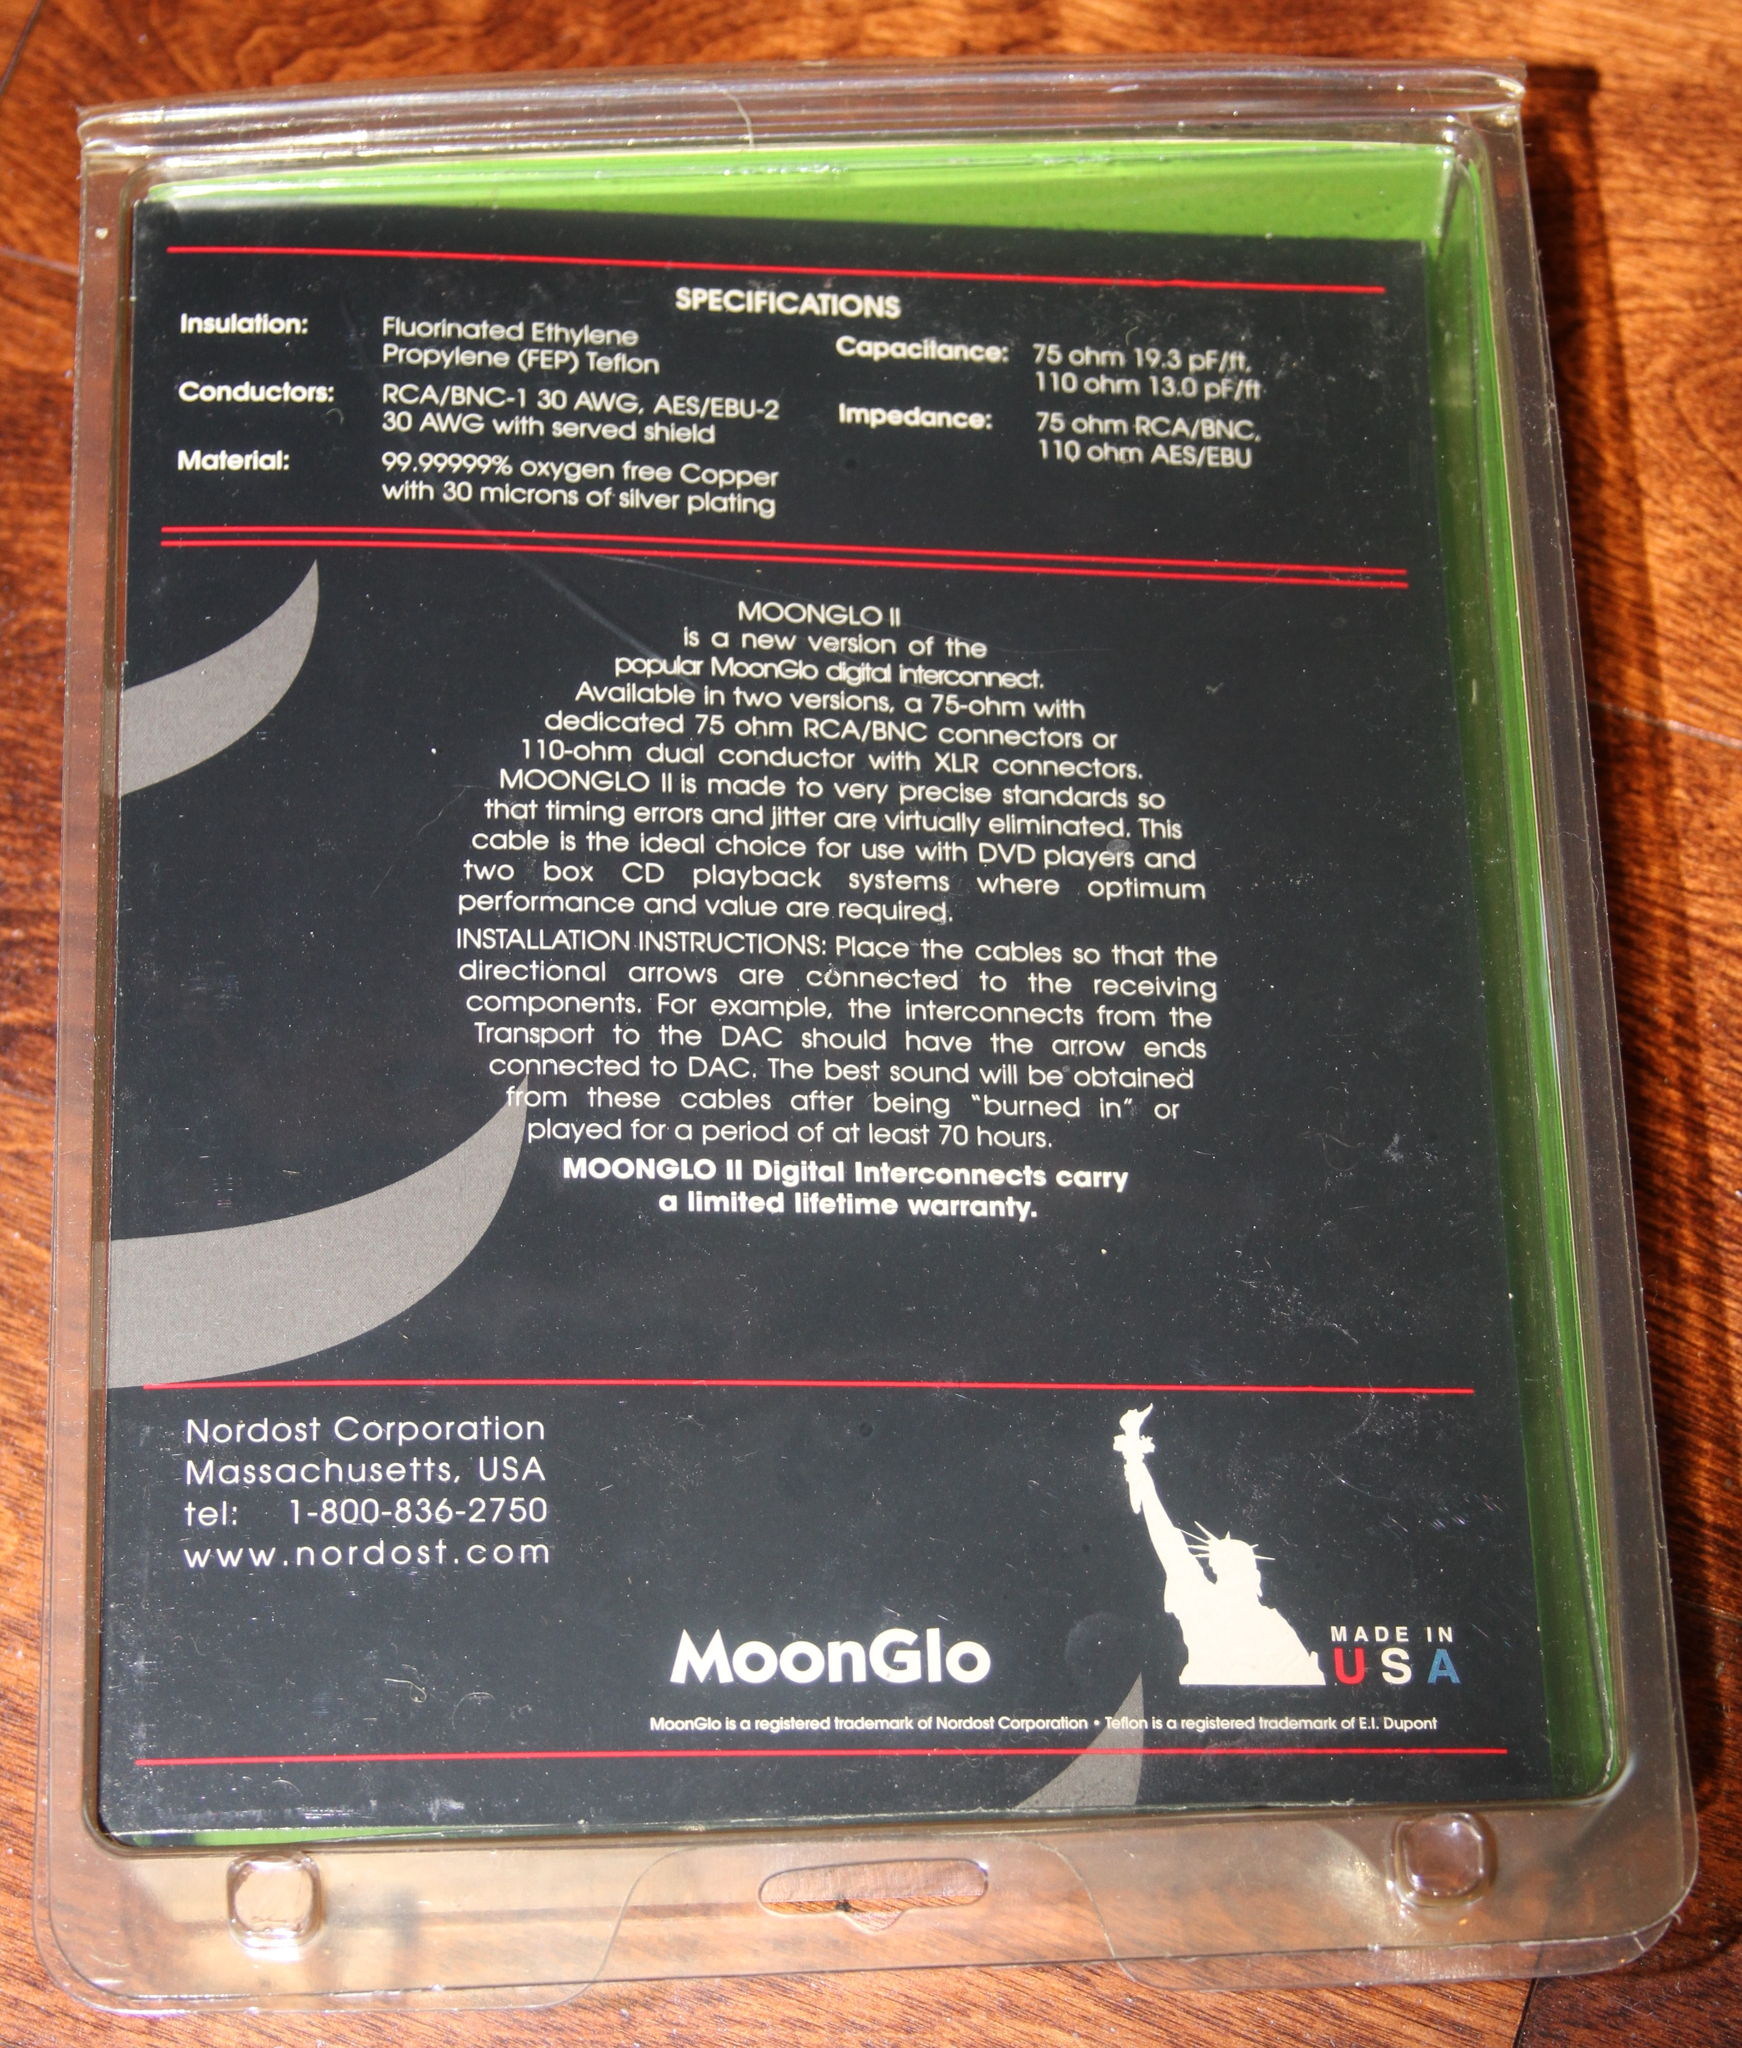 SPECIFICATIONS
Insulation: Fluorinated Ethylene
Propylene (FEP) Teflon
Conductors: RCA/BNC-1 30 AWG, AES/EBU-2
30 AWG with served shield
Material: 99.99999% oxygen free Copper
with 30 microns of silver plating
Capacitance: 75 ohm 19.3 pF/ft,
110 ohm 13.0 pF/ft
Impedance: 75 ohm RCA/BNC,
110 ohm AES/EBU
MOONGLO II
is a new version of the
popular MoonGlo digital interconnect.
Available in two versions, a 75-ohm with
dedicated 75 ohm RCA/BNC connectors or
110-ohm dual conductor with XLR connectors.
MOONGLO II is made to very precise standards so
that timing errors and jitter are virtually eliminated. This
cable is the ideal choice for use with DVD players and
two box CD playback systems where optimum
performance and value are required.
INSTALLATION INSTRUCTIONS: Place the cables so that the
directional arrows are connected to the receiving
components. For example, the interconnects from the
Transport to the DAC should have the arrow ends
connected to DAC. The best sound will be obtained
from these cables after being "burned in" or
played for a period of at least 70 hours.
MOONGLO II Digital Interconnects carry
a limited lifetime warranty.
Nordost Corporation
Massachusetts, USA
tel: 1-800-836-2750
www.nordost.com
MoonGlo
MADE IN
USA
MoonGlo is a registered trademark of Nordost Corporation • Teflon is a registered trademark of E.I. Dupont